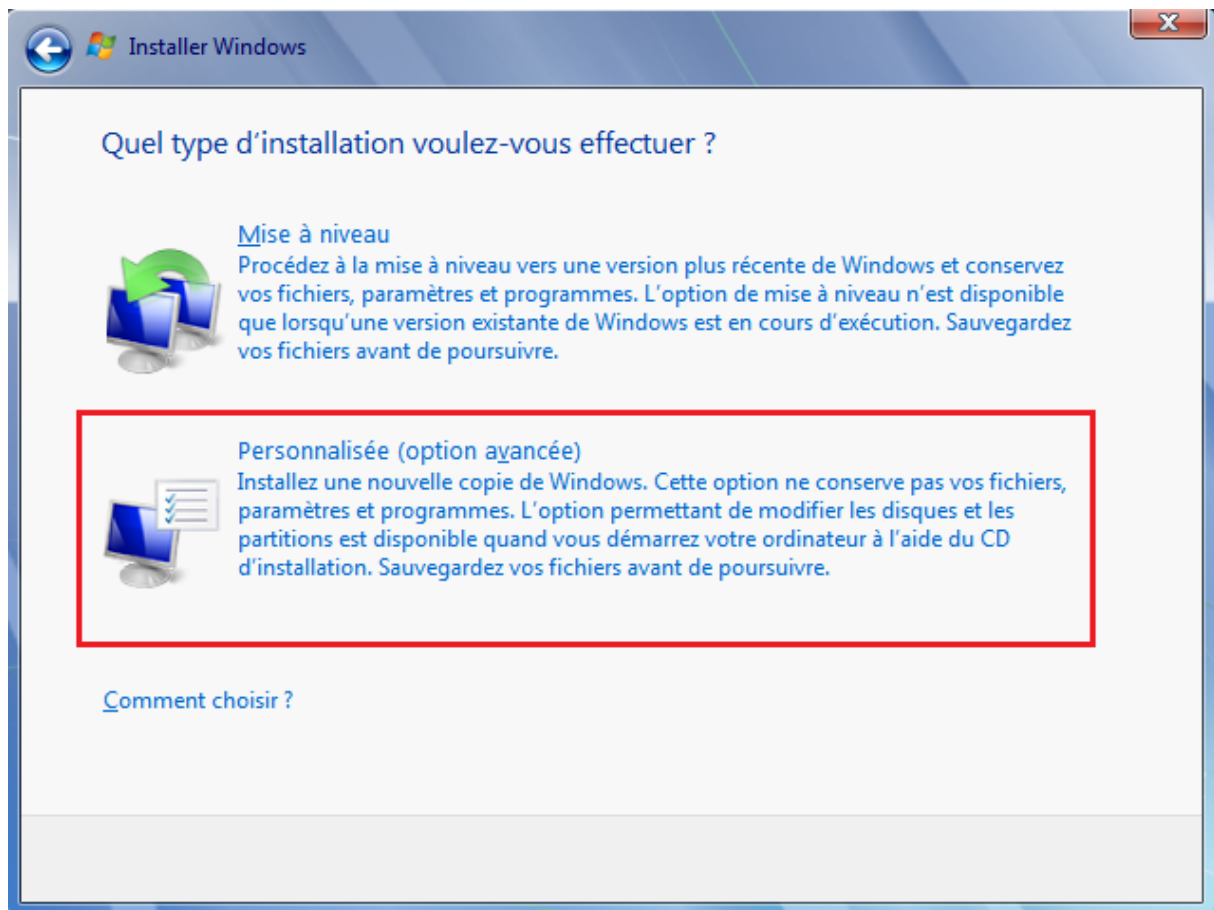 Installer Windows
Quel type d'installation voulez-vous effectuer ?
Mise à niveau
Procédez à la mise à niveau vers une version plus récente de Windows et conservez
vos fichiers, paramètres et programmes. L'option de mise à niveau n'est disponible
que lorsqu'une version existante de Windows est en cours d'exécution. Sauvegardez
vos fichiers avant de poursuivre.
Personnalisée (option avancée)
Installez une nouvelle copie de Windows. Cette option ne conserve pas vos fichiers,
paramètres et programmes. L'option permettant de modifier les disques et les
partitions est disponible quand vous démarrez votre ordinateur à l'aide du CD
d'installation. Sauvegardez vos fichiers avant de poursuivre.
Comment choisir ?